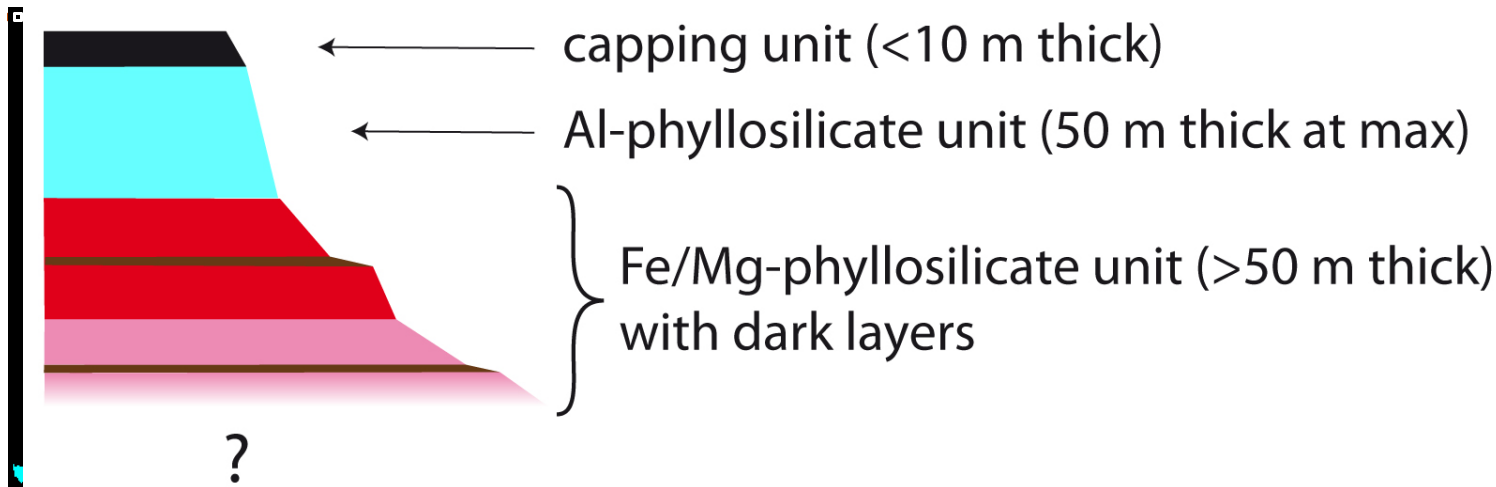 capping unit (<10 m thick)
Al-phyllosilicate unit (50 m thick at max)
Fe/Mg-phyllosilicate unit (>50 m thick)
with dark layers
?